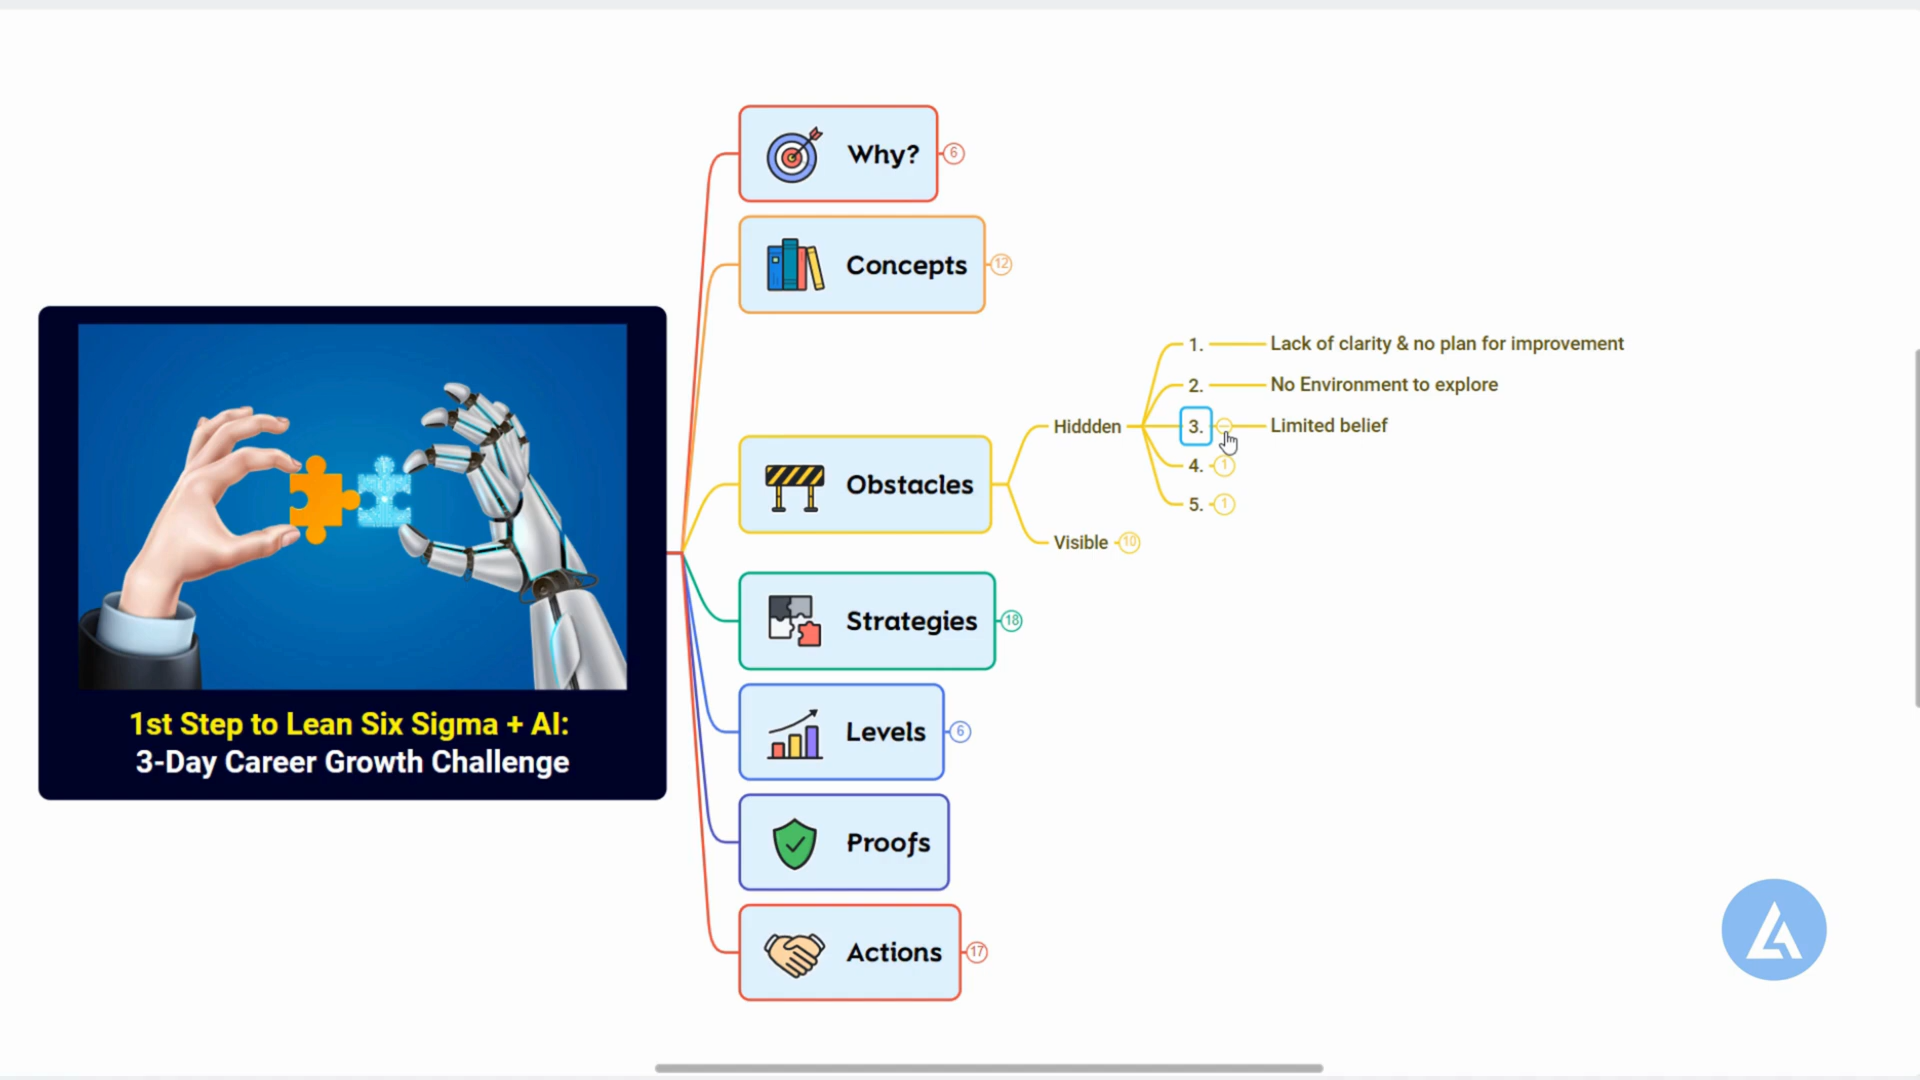 Why?
6
Concepts
12
1. Lack of clarity & no plan for improvement
2. No Environment to explore
Hiddden
3. Limited belief
4. 1
5. 1
Obstacles
Visible 10
Strategies
18
Levels
6
Proofs
Actions
17
1st Step to Lean Six Sigma + AI:
3-Day Career Growth Challenge